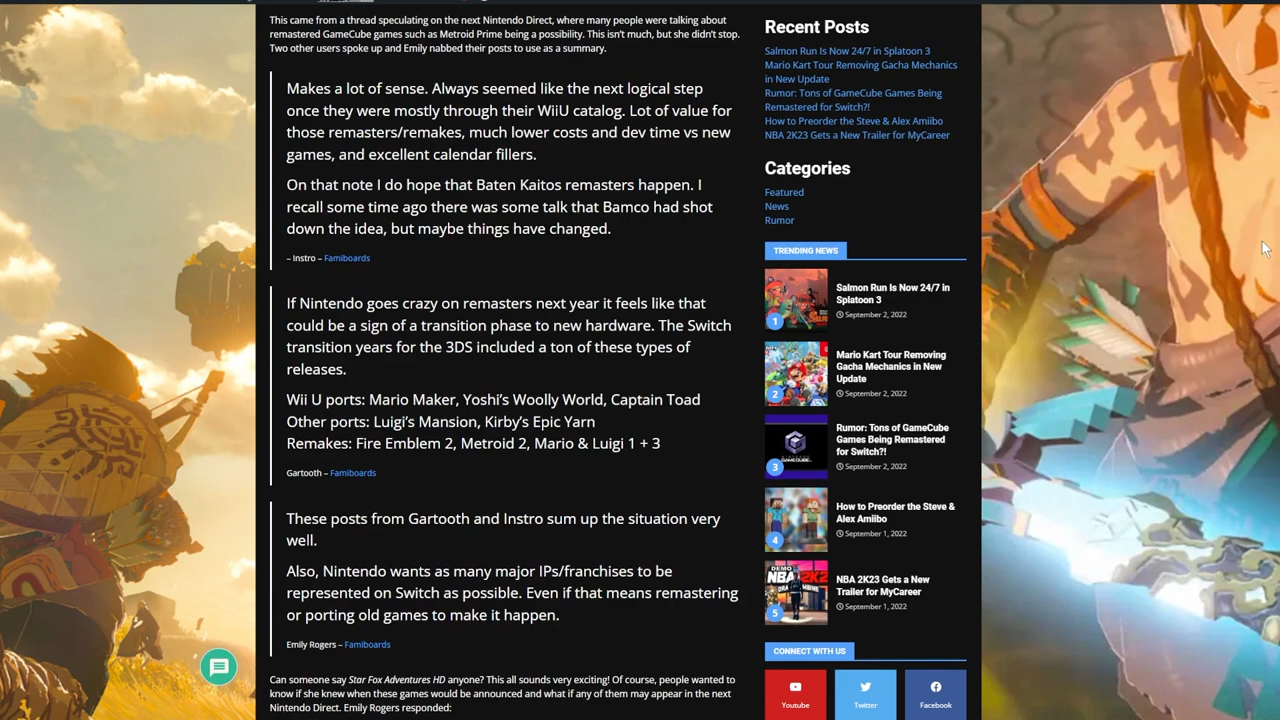 This came from a thread speculating on the next Nintendo Direct, where many people were talking about
remastered GameCube games such as Metroid Prime being a possibility. This isn't much, but she didn't stop.
Two other users spoke up and Emily nabbed their posts to use as a summary.
Makes a lot of sense. Always seemed like the next logical step
once they were mostly through their WiiU catalog. Lot of value for
those remasters/remakes, much lower costs and dev time vs new
games, and excellent calendar fillers.
On that note I do hope that Baten Kaitos remasters happen. I
recall some time ago there was some talk that Bamco had shot
down the idea, but maybe things have changed.
– Instro – Famiboards
If Nintendo goes crazy on remasters next year it feels like that
could be a sign of a transition phase to new hardware. The Switch
transition years for the 3DS included a ton of these types of
releases.
Wii U ports: Mario Maker, Yoshi's Woolly World, Captain Toad
Other ports: Luigi's Mansion, Kirby's Epic Yarn
Remakes: Fire Emblem 2, Metroid 2, Mario & Luigi 1 + 3
Gartooth – Famiboards
These posts from Gartooth and Instro sum up the situation very
well.
Also, Nintendo wants as many major IPs/franchises to be
represented on Switch as possible. Even if that means remastering
or porting old games to make it happen.
Emily Rogers – Famiboards
Can someone say Star Fox Adventures HD anyone? This all sounds very exciting! Of course, people wanted to
know if she knew when these games would be announced and what if any of them may appear in the next
Nintendo Direct. Emily Rogers responded:
Recent Posts
Salmon Run Is Now 24/7 in Splatoon 3
Mario Kart Tour Removing Gacha Mechanics
in New Update
Rumor: Tons of GameCube Games Being
Remastered for Switch?!
How to Preorder the Steve & Alex Amiibo
NBA 2K23 Gets a New Trailer for MyCareer
Categories
Featured
News
Rumor
TRENDING NEWS
1
Salmon Run Is Now 24/7 in
Splatoon 3
September 2, 2022
2
Mario Kart Tour Removing
Gacha Mechanics in New
Update
September 2, 2022
GAMECUBE
3
Rumor: Tons of GameCube
Games Being Remastered
for Switch?!
September 2, 2022
4
How to Preorder the Steve &
Alex Amiibo
September 1, 2022
DEMO
NBA 2K2
5
NBA 2K23 Gets a New
Trailer for MyCareer
September 1, 2022
CONNECT WITH US
Youtube
Twitter
Facebook